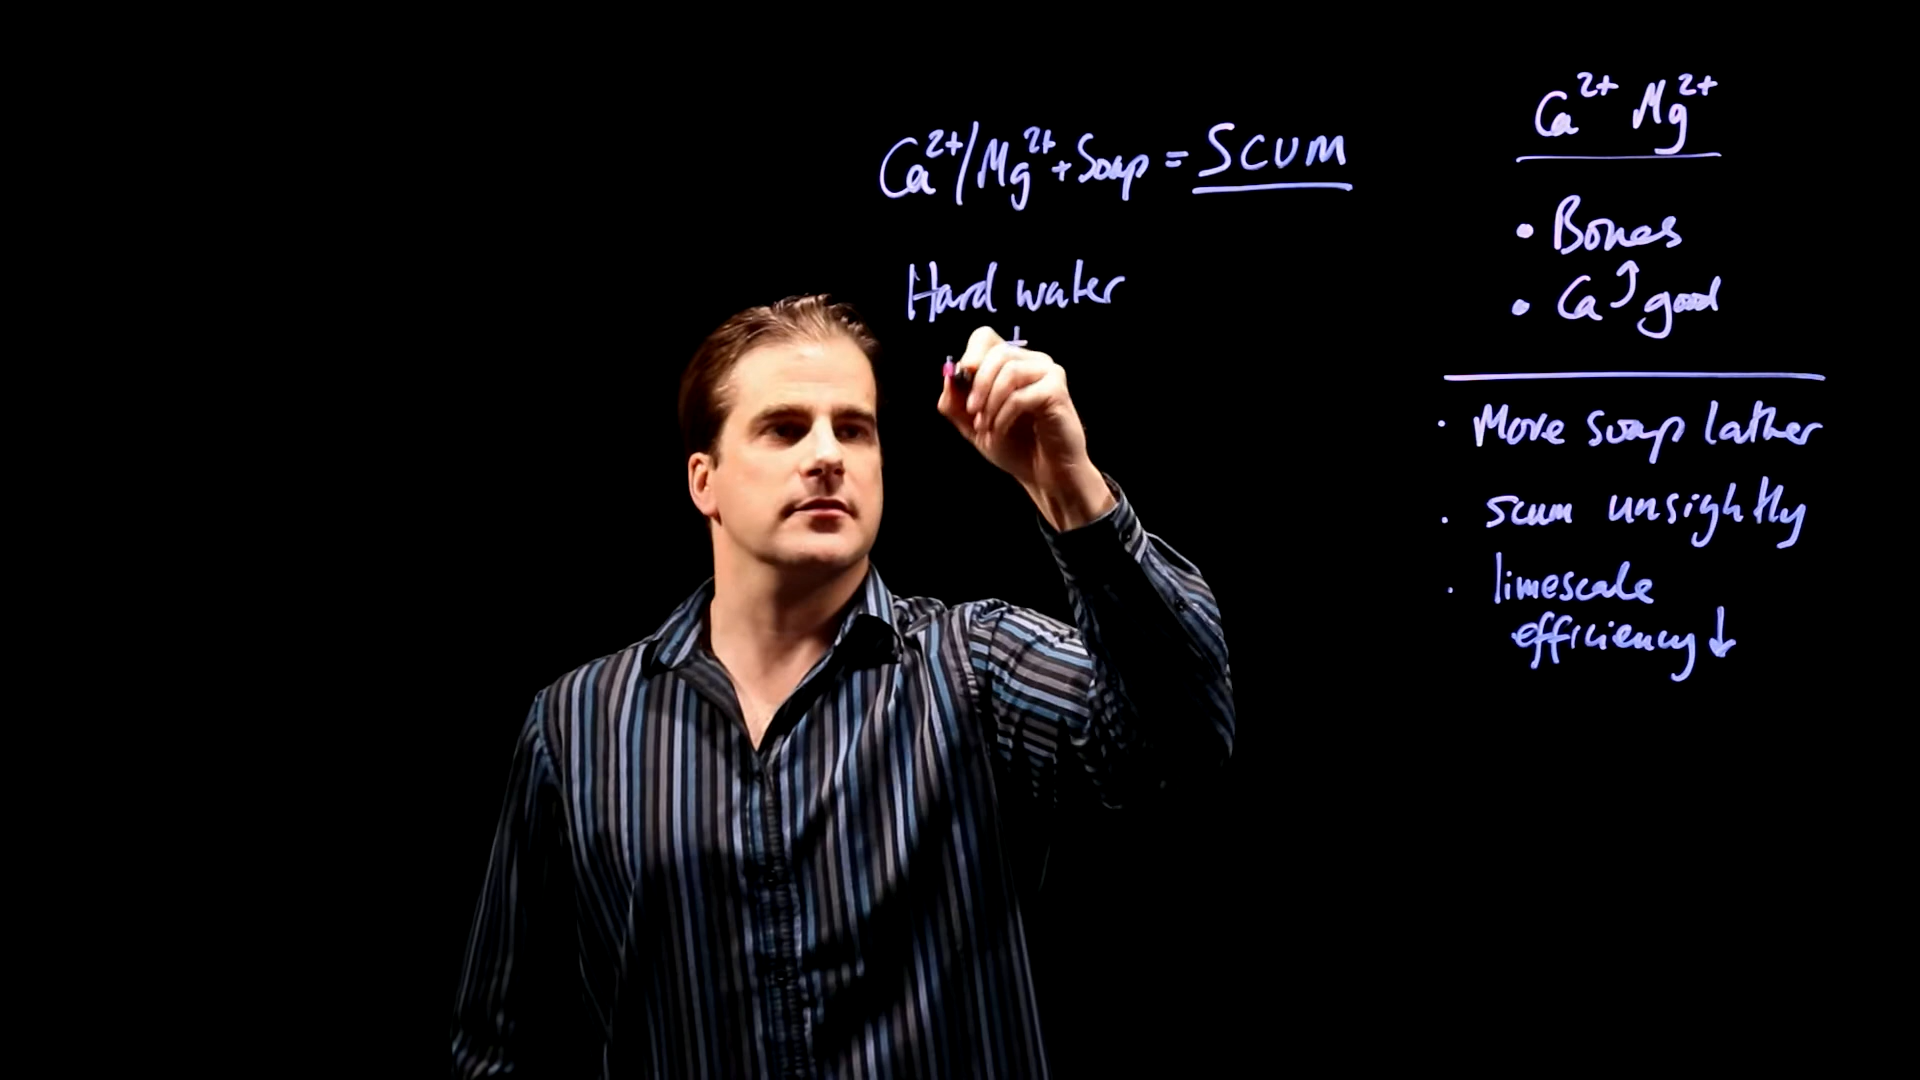 Ca²⁺/Mg²⁺ + Soap = SCUM
Hard water
+
Ca²⁺ Mg²⁺
• Bones
• Ca ⤴ good
· More soap lather
· scum unsightly
· limescale
efficiency ↓